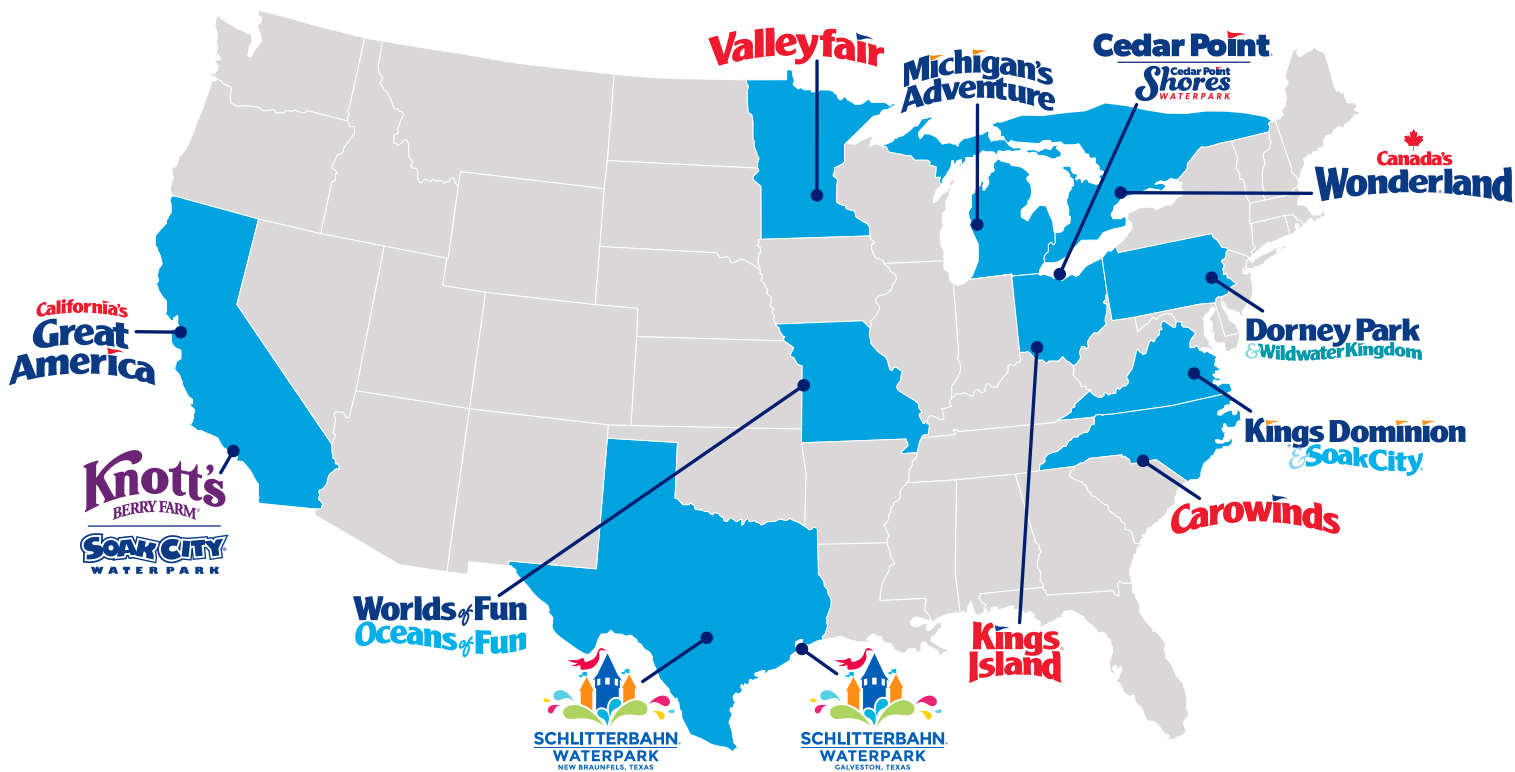 Valleyfair
Michigan's
Adventure
Cedar Point
Cedar Point
Shores
WATERPARK
Canada's
Wonderland
California's
Great
America
Dorney Park
&Wildwater Kingdom
Knott's
BERRY FARM®
SOAK CITY
WATERPARK
Kings Dominion
&Soak City
Carowinds
Worlds of Fun
Oceans of Fun
Kings
Island
SCHLITTERBAHN®
WATERPARK
NEW BRAUNFELS, TEXAS
SCHLITTERBAHN®
WATERPARK
GALVESTON, TEXAS